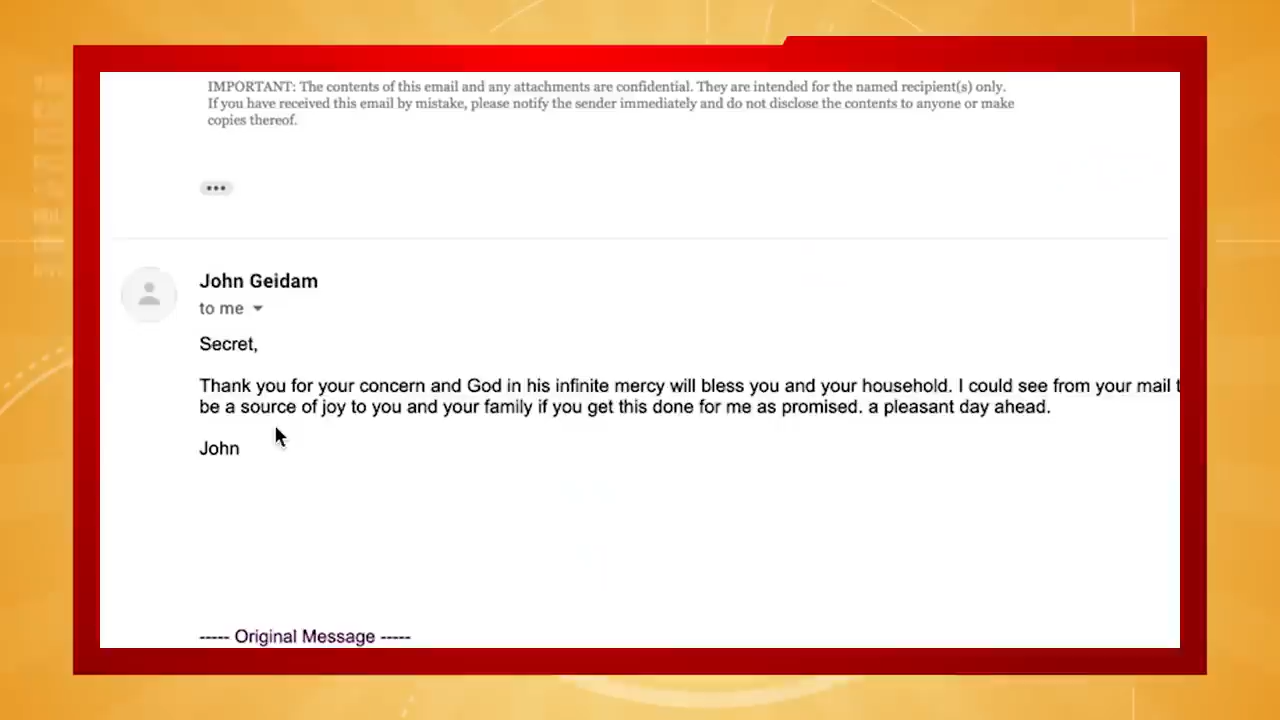 IMPORTANT: The contents of this email and any attachments are confidential. They are intended for the named recipient(s) only.
If you have received this email by mistake, please notify the sender immediately and do not disclose the contents to anyone or make
copies thereof.
John Geidam
to me
Secret,
Thank you for your concern and God in his infinite mercy will bless you and your household. I could see from your mail t
be a source of joy to you and your family if you get this done for me as promised. a pleasant day ahead.
John
----- Original Message -----